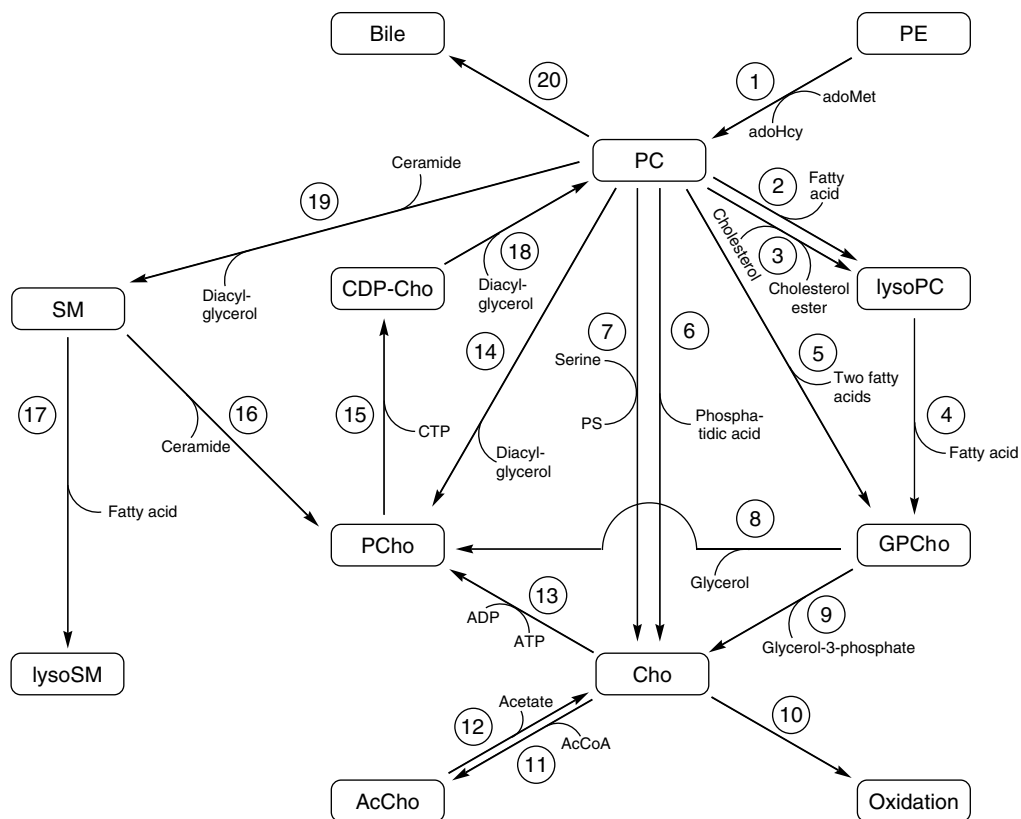 Bile
PE
20
1
adoMet
adoHcy
PC
Ceramide
2
Fatty
acid
19
Cholesterol
3
18
Diacyl-
glycerol
CDP-Cho
Diacyl-
glycerol
Cholesterol
ester
lysoPC
SM
14
7
6
5
Serine
Two fatty
acids
17
16
15
4
Ceramide
CTP
PS
Phospha-
tidic acid
Diacyl-
glycerol
Fatty acid
Fatty acid
8
PCho
GPCho
Glycerol
13
9
ADP
ATP
Glycerol-3-phosphate
lysoSM
Cho
12
Acetate
10
AcCoA
11
AcCho
Oxidation